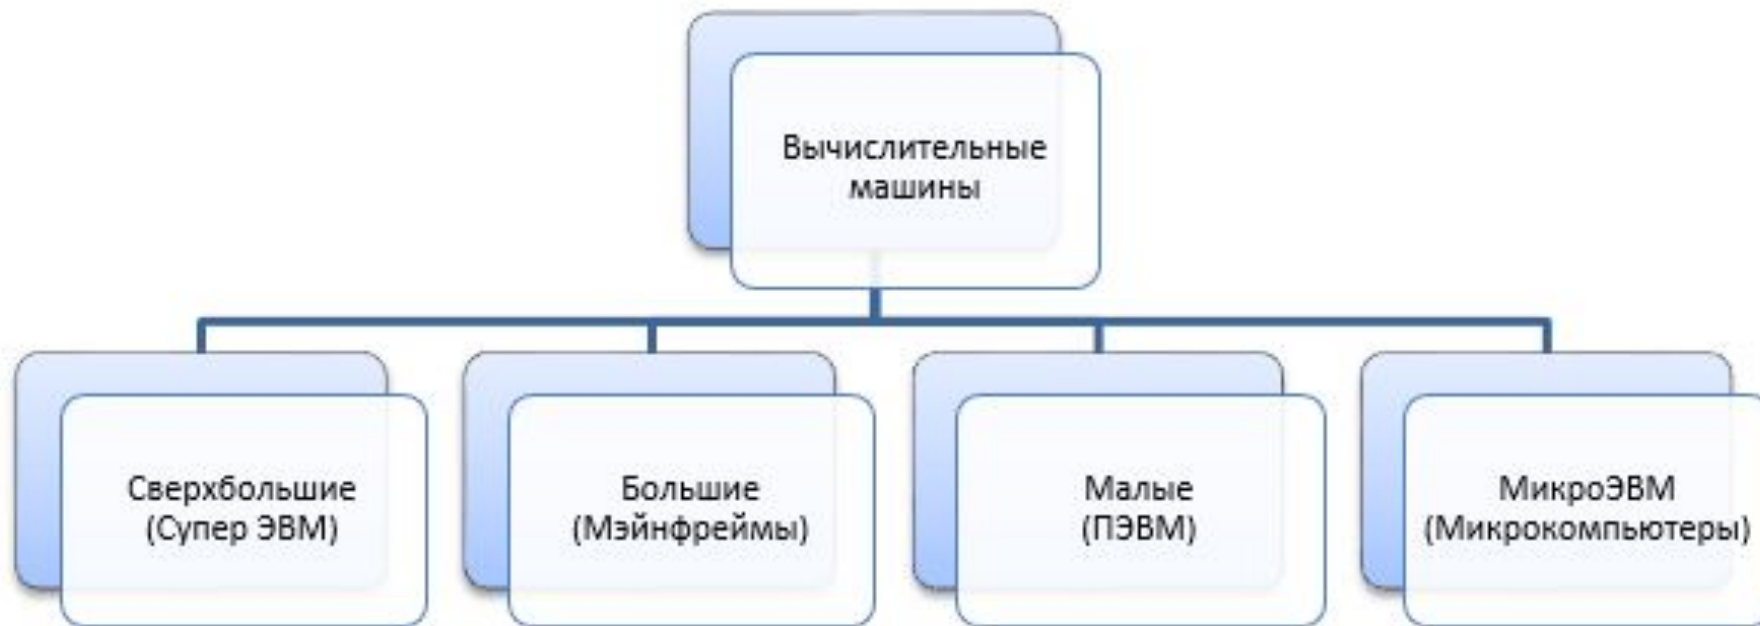 Вычислительные
машины
Сверхбольшие
(Супер ЭВМ)
Большие
(Мэйнфреймы)
Малые
(ПЭВМ)
МикроЭВМ
(Микрокомпьютеры)